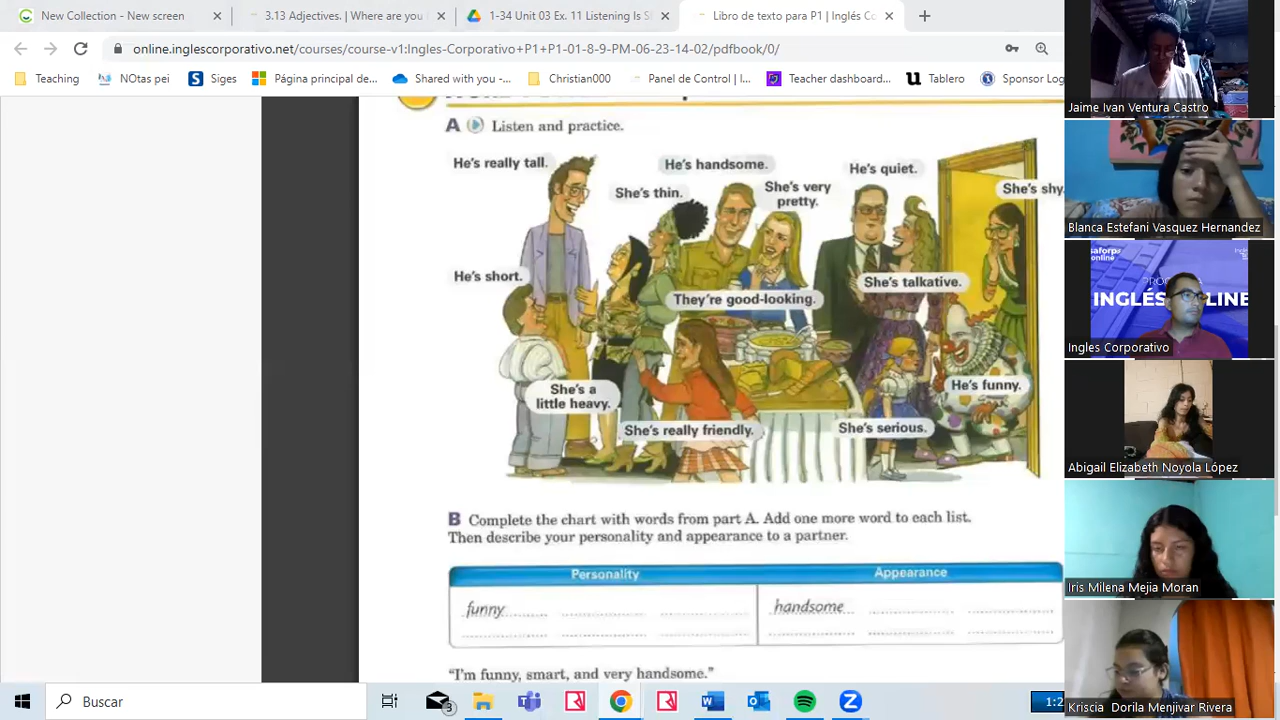 New Collection - New screen
3.13 Adjectives. | Where are you
1-34 Unit 03 Ex. 11 Listening Is S
Libro de texto para P1 | Inglés Co
online.inglescorporativo.net/courses/course-v1:Ingles-Corporativo+P1+P1-01-8-9-PM-06-23-14-02/pdfbook/0/
Teaching
NOtas pei
Siges
Página principal de...
Shared with you -...
Christian000
Panel de Control | I...
Teacher dashboard...
Tablero
Sponsor Log
A Listen and practice.
He's really tall.
He's handsome.
He's quiet.
She's thin.
She's very
pretty.
She's shy.
He's short.
She's talkative.
They're good-looking.
She's a
little heavy.
He's funny.
She's really friendly.
She's serious.
B Complete the chart with words from part A. Add one more word to each list.
Then describe your personality and appearance to a partner.
Personality
Appearance
funny
handsome
"I'm funny, smart, and very handsome."
Jaime Ivan Ventura Castro
Blanca Estefani Vasquez Hernandez
INGLÉS
LINE
Ingles Corporativo
Abigail Elizabeth Noyola López
Iris Milena Mejia Moran
Kriscia Dorila Menjivar Rivera
Buscar
3
1:2